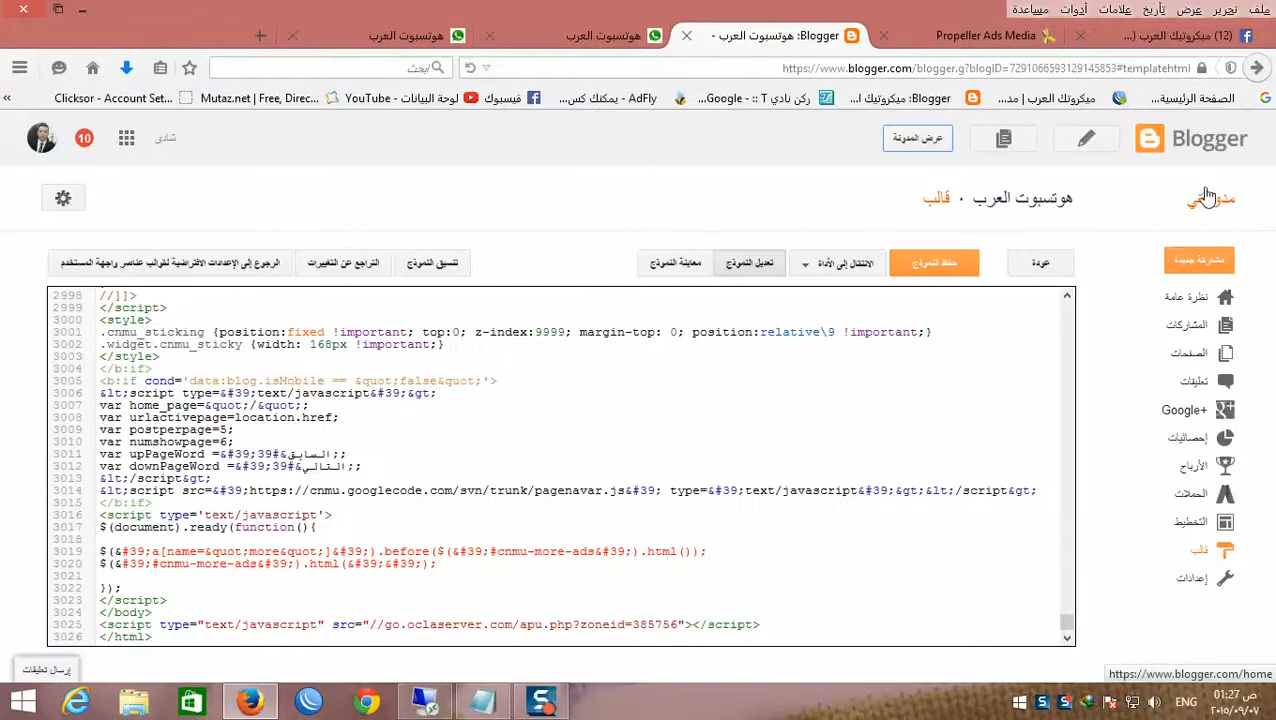 ملف تحرير عرض تأريخ علامات أدوات مساعدة
(12) ميكروتيك العرب (...
Propeller Ads Media
Blogger: هوتسبوت العرب -
هوتسبوت العرب
هوتسبوت العرب
https://www.blogger.com/blogger.g?blogID=7291066593129145853#templatehtml
بحث
الصفحة الرئيسية...
ميكروتك العرب | مد...
Blogger: ميكروتيك ا...
ركن نادي T :: Google...
AdFly - يمكنك كس...
فيسبوك
لوحة البيانات - YouTube
Mutaz.net | Free, Direc...
Clicksor - Account Set...
Blogger
عرض المدونة
شادى
10
هوتسبوت العرب · قالب
عودة
حفظ النموذج
الانتقال إلى الأداة
تعديل النموذج
معاينة النموذج
تنسيق النموذج
التراجع عن التغييرات
الرجوع إلى الإعدادات الافتراضية لقوالب عناصر واجهة المستخدم
مشاركة جديدة
نظرة عامة
المشاركات
الصفحات
تعليقات
Google+
إحصائيات
الأرباح
الحملات
التخطيط
قالب
إعدادات
2998 //]]>
2999 </script>
3000 <style>
3001 .cnmu_sticking {position:fixed !important; top:0; z-index:9999; margin-top: 0; position:relative\9 !important;}
3002 .widget.cnmu_sticky {width: 168px !important;}
3003 </style>
3004 </b:if>
3005 <b:if cond='data:blog.isMobile == &quot;false&quot;'>
3006 &lt;script type=&#39;text/javascript&#39;&gt;
3007 var home_page=&quot;/&quot;;
3008 var urlactivepage=location.href;
3009 var postperpage=5;
3010 var numshowpage=6;
3011 var upPageWord =&#39;السابق&#39;;
3012 var downPageWord =&#39;التالي&#39;;
3013 &lt;/script&gt;
3014 &lt;script src=&#39;https://cnmu.googlecode.com/svn/trunk/pagenavar.js&#39; type=&#39;text/javascript&#39;&gt;&lt;/script&gt;
3015 </b:if>
3016 <script type='text/javascript'>
3017 $(document).ready(function(){
3018
3019 $(&#39;a[name=&quot;more&quot;]&#39;).before($(&#39;#cnmu-more-ads&#39;).html());
3020 $(&#39;#cnmu-more-ads&#39;).html(&#39;&#39;);
3021
3022 });
3023 </script>
3024 </body>
3025 <script type="text/javascript" src="//go.oclaserver.com/apu.php?zoneid=385756"></script>
3026 </html>
إرسال تعليقات
https://www.blogger.com/home
ENG
01:27 ص
٢٠١٥/٠٩/٠٧